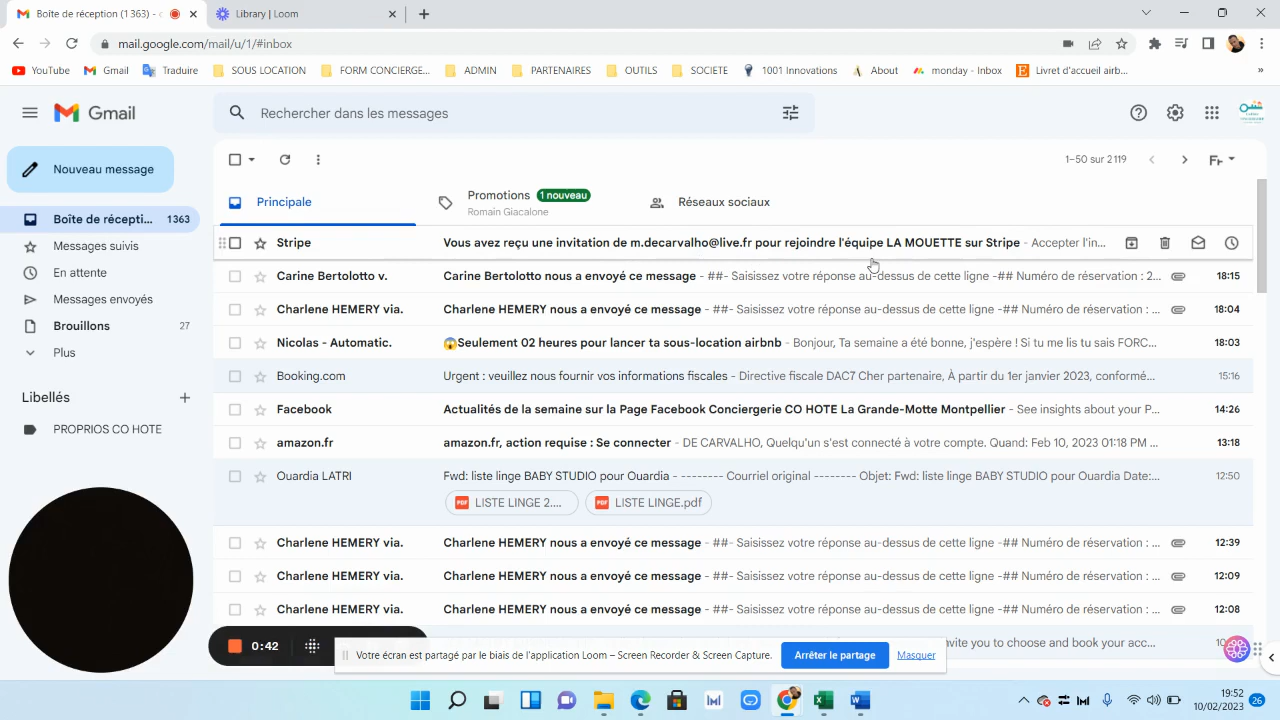 Boîte de réception (1 363) -
Library | Loom
mail.google.com/mail/u/1/#inbox
YouTube Gmail Traduire SOUS LOCATION FORM CONCIERGE... ADMIN PARTENAIRES OUTILS SOCIETE 1001 Innovations About monday - Inbox Livret d'accueil airb... »
Gmail
Rechercher dans les messages
Nouveau message
1–50 sur 2 119
Boîte de récepti... 1 363
Messages suivis
En attente
Messages envoyés
Brouillons 27
Plus
Libellés
PROPRIOS CO HOTE
Principale
Promotions 1 nouveau
Romain Giacalone
Réseaux sociaux
Stripe Vous avez reçu une invitation de m.decarvalho@live.fr pour rejoindre l'équipe LA MOUETTE sur Stripe - Accepter l'in...
Carine Bertolotto v. Carine Bertolotto nous a envoyé ce message - ##- Saisissez votre réponse au-dessus de cette ligne -## Numéro de réservation : 2... 18:15
Charlene HEMERY via. Charlene HEMERY nous a envoyé ce message - ##- Saisissez votre réponse au-dessus de cette ligne -## Numéro de réservation : ... 18:04
Nicolas - Automatic. 😱Seulement 02 heures pour lancer ta sous-location airbnb - Bonjour, Ta semaine a été bonne, j'espère ! Si tu me lis tu sais FORC... 18:03
Booking.com Urgent : veuillez nous fournir vos informations fiscales - Directive fiscale DAC7 Cher partenaire, À partir du 1er janvier 2023, conformé... 15:16
Facebook Actualités de la semaine sur la Page Facebook Conciergerie CO HOTE La Grande-Motte Montpellier - See insights about your P... 14:26
amazon.fr amazon.fr, action requise : Se connecter - DE CARVALHO, Quelqu'un s'est connecté à votre compte. Quand: Feb 10, 2023 01:18 PM ... 13:18
Ouardia LATRI Fwd: liste linge BABY STUDIO pour Ouardia - -------- Courriel original -------- Objet: Fwd: liste linge BABY STUDIO pour Ouardia Date:... 12:50
LISTE LINGE 2.... LISTE LINGE.pdf
Charlene HEMERY via. Charlene HEMERY nous a envoyé ce message - ##- Saisissez votre réponse au-dessus de cette ligne -## Numéro de réservation : ... 12:39
Charlene HEMERY via. Charlene HEMERY nous a envoyé ce message - ##- Saisissez votre réponse au-dessus de cette ligne -## Numéro de réservation : ... 12:09
Charlene HEMERY via. Charlene HEMERY nous a envoyé ce message - ##- Saisissez votre réponse au-dessus de cette ligne -## Numéro de réservation : ... 12:08
invite you to choose and book your acc...
0:42
Votre écran est partagé par le biais de l'application Loom – Screen Recorder & Screen Capture. Arrêter le partage Masquer
19:52
10/02/2023
26